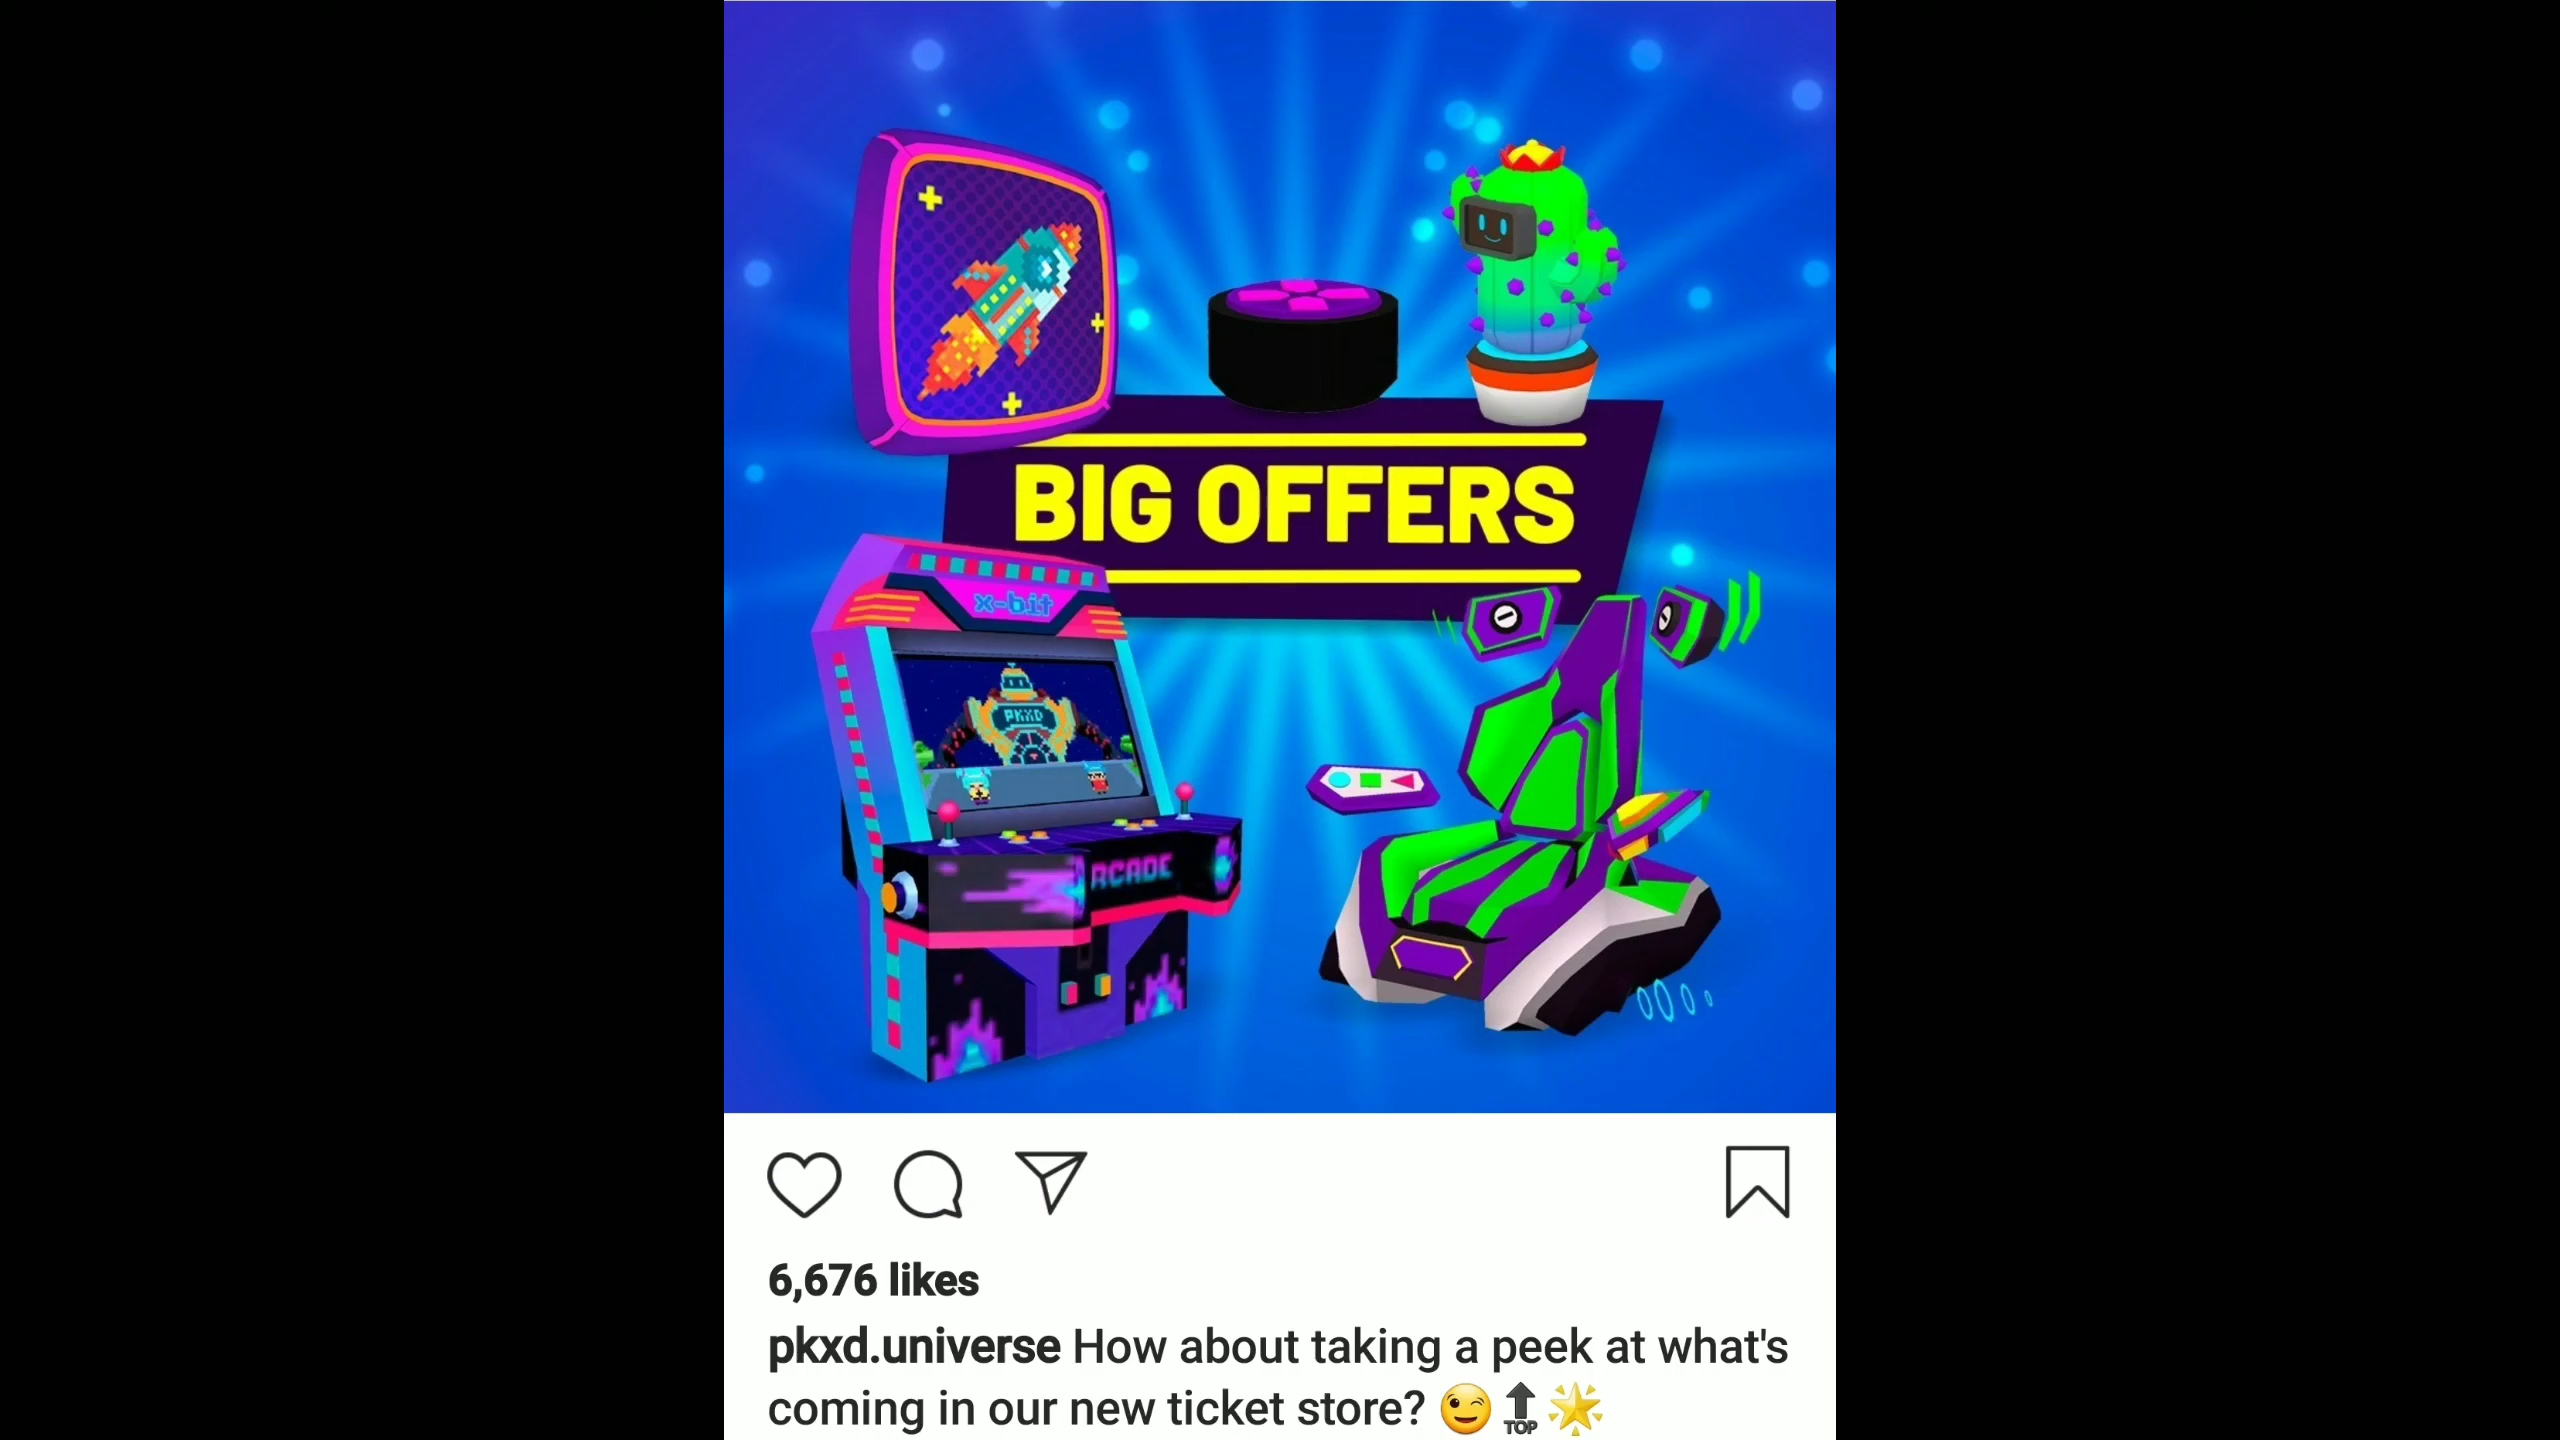 BIG OFFERS
x-bit
PKXD
ARCADE
6,676 likes
pkxd.universe How about taking a peek at what's
coming in our new ticket store? 😉🔝🌟